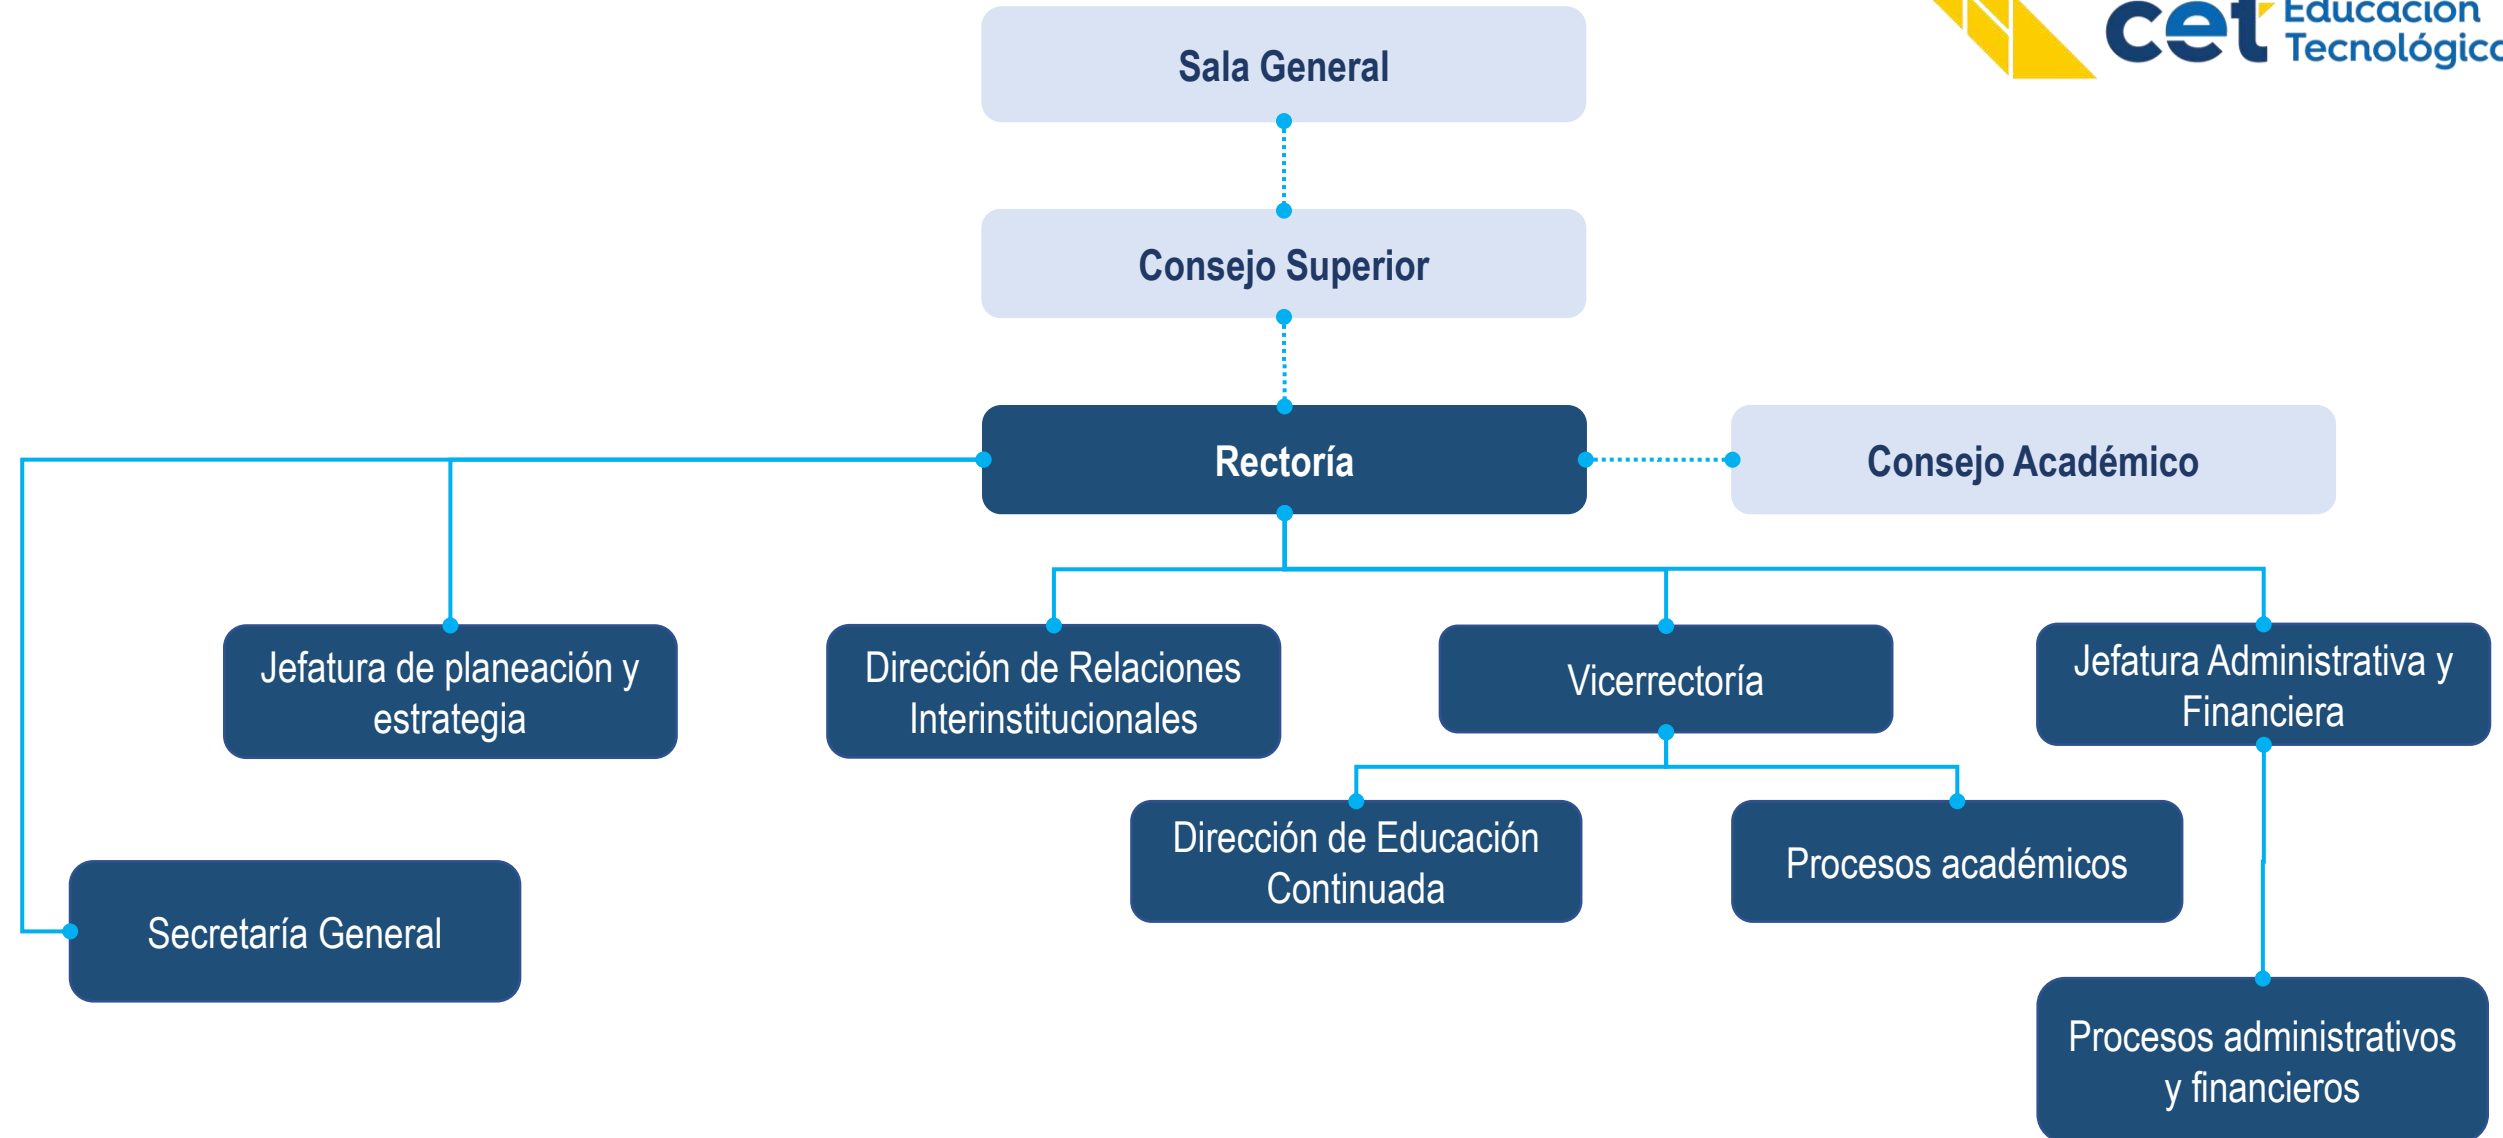 cet
Educación
Tecnológica
Sala General
Consejo Superior
Rectoría
Consejo Académico
Jefatura de planeación y
estrategia
Dirección de Relaciones
Interinstitucionales
Vicerrectoría
Jefatura Administrativa y
Financiera
Dirección de Educación
Continuada
Procesos académicos
Secretaría General
Procesos administrativos
y financieros